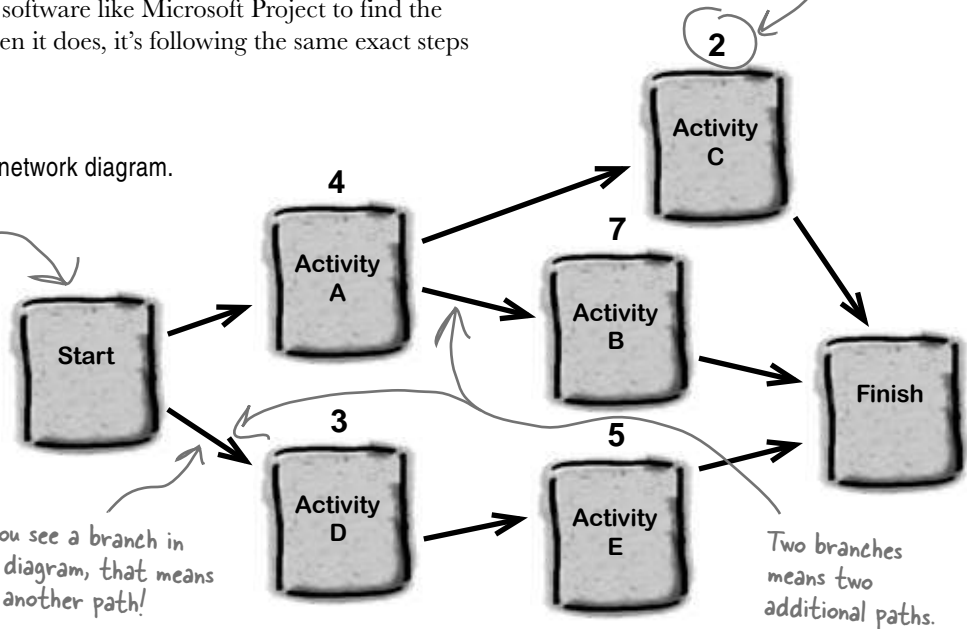 software like Microsoft Project to find the
en it does, it's following the same exact steps
network diagram.
2
Activity
C
4
Activity
A
7
Activity
B
Start
Finish
3
Activity
D
5
Activity
E
ou see a branch in
diagram, that means
another path!
Two branches
means two
additional paths.